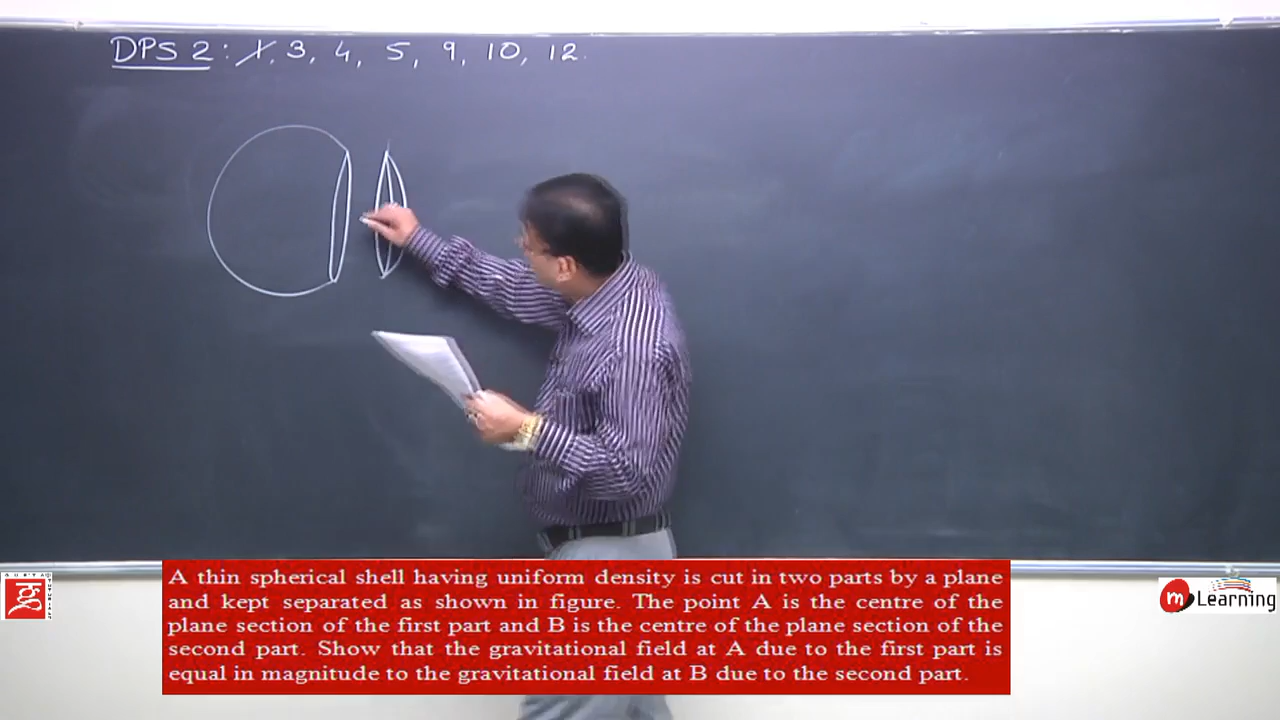 DPS 2 : 1, 3, 4, 5, 9, 10, 12.
A thin spherical shell having uniform density is cut in two parts by a plane
and kept separated as shown in figure. The point A is the centre of the
plane section of the first part and B is the centre of the plane section of the
second part. Show that the gravitational field at A due to the first part is
equal in magnitude to the gravitational field at B due to the second part.
GUPTA
TUTORIALS
m Learning